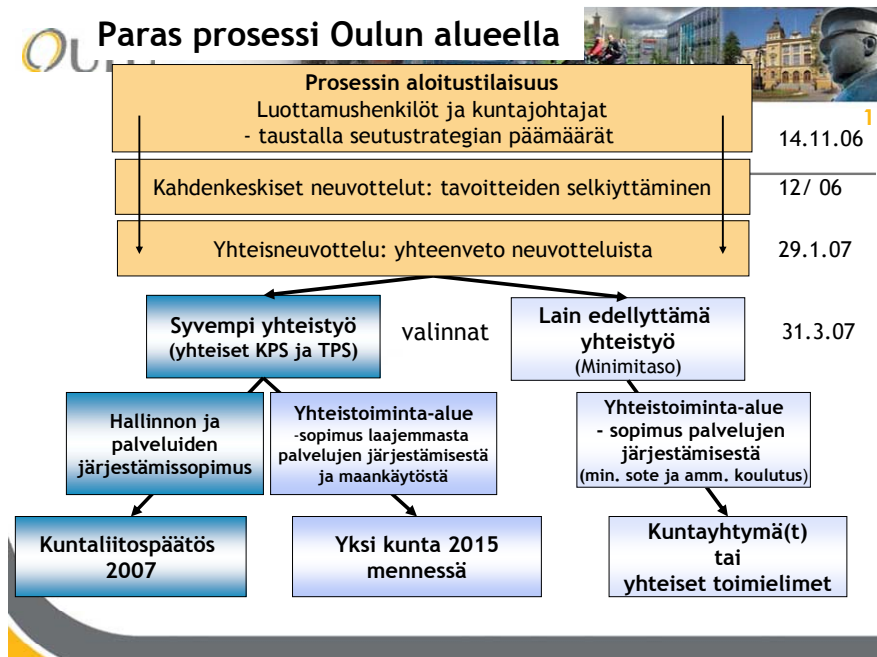 Paras prosessi Oulun alueella
Prosessin aloitustilaisuus
Luottamushenkilöt ja kuntajohtajat
- taustalla seutustrategian päämäärät
1
14.11.06
Kahdenkeskiset neuvottelut: tavoitteiden selkiyttäminen
12/ 06
Yhteisneuvottelu: yhteenveto neuvotteluista
29.1.07
Syvempi yhteistyö
(yhteiset KPS ja TPS)
valinnat
Lain edellyttämä
yhteistyö
(Minimitaso)
31.3.07
Hallinnon ja
palveluiden
järjestämissopimus
Yhteistoiminta-alue
-sopimus laajemmasta
palvelujen järjestämisestä
ja maankäytöstä
Yhteistoiminta-alue
- sopimus palvelujen
järjestämisestä
(min. sote ja amm. koulutus)
Kuntaliitospäätös
2007
Yksi kunta 2015
mennessä
Kuntayhtymä(t)
tai
yhteiset toimielimet